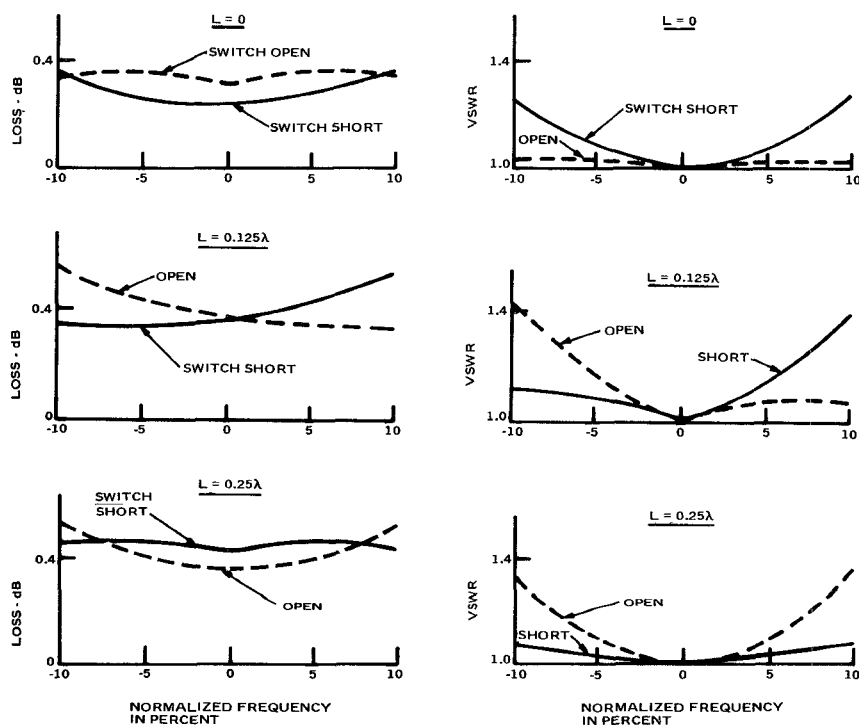 L = 0
SWITCH OPEN
0.4
LOSS - dB
SWITCH SHORT
0
-10 -5 0 5 10
L = 0
1.4
VSWR
SWITCH SHORT
OPEN
1.0
-10 -5 0 5 10
L = 0.125λ
OPEN
0.4
LOSS - dB
SWITCH SHORT
0
-10 -5 0 5 10
L = 0.125λ
1.4
VSWR
OPEN
SHORT
1.0
-10 -5 0 5 10
L = 0.25λ
SWITCH
SHORT
0.4
LOSS - dB
OPEN
0
-10 -5 0 5 10
NORMALIZED FREQUENCY
IN PERCENT
L = 0.25λ
1.4
VSWR
OPEN
SHORT
1.0
-10 -5 0 5 10
NORMALIZED FREQUENCY
IN PERCENT